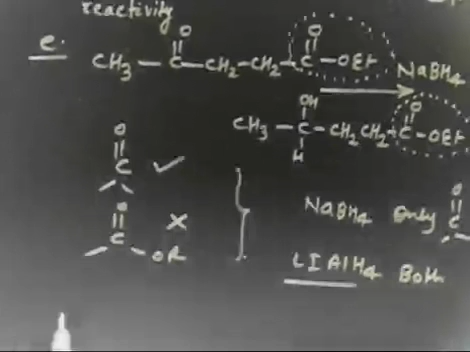 reactivity
e. CH3 — C — CH2 — CH2 — C — OEt
O O
NaBH4
OH O
CH3 — C — CH2 CH2 C — OEt
H
O
C ✓
O
C — OR ×
NaBH4 Only C
O
LiAlH4 Both